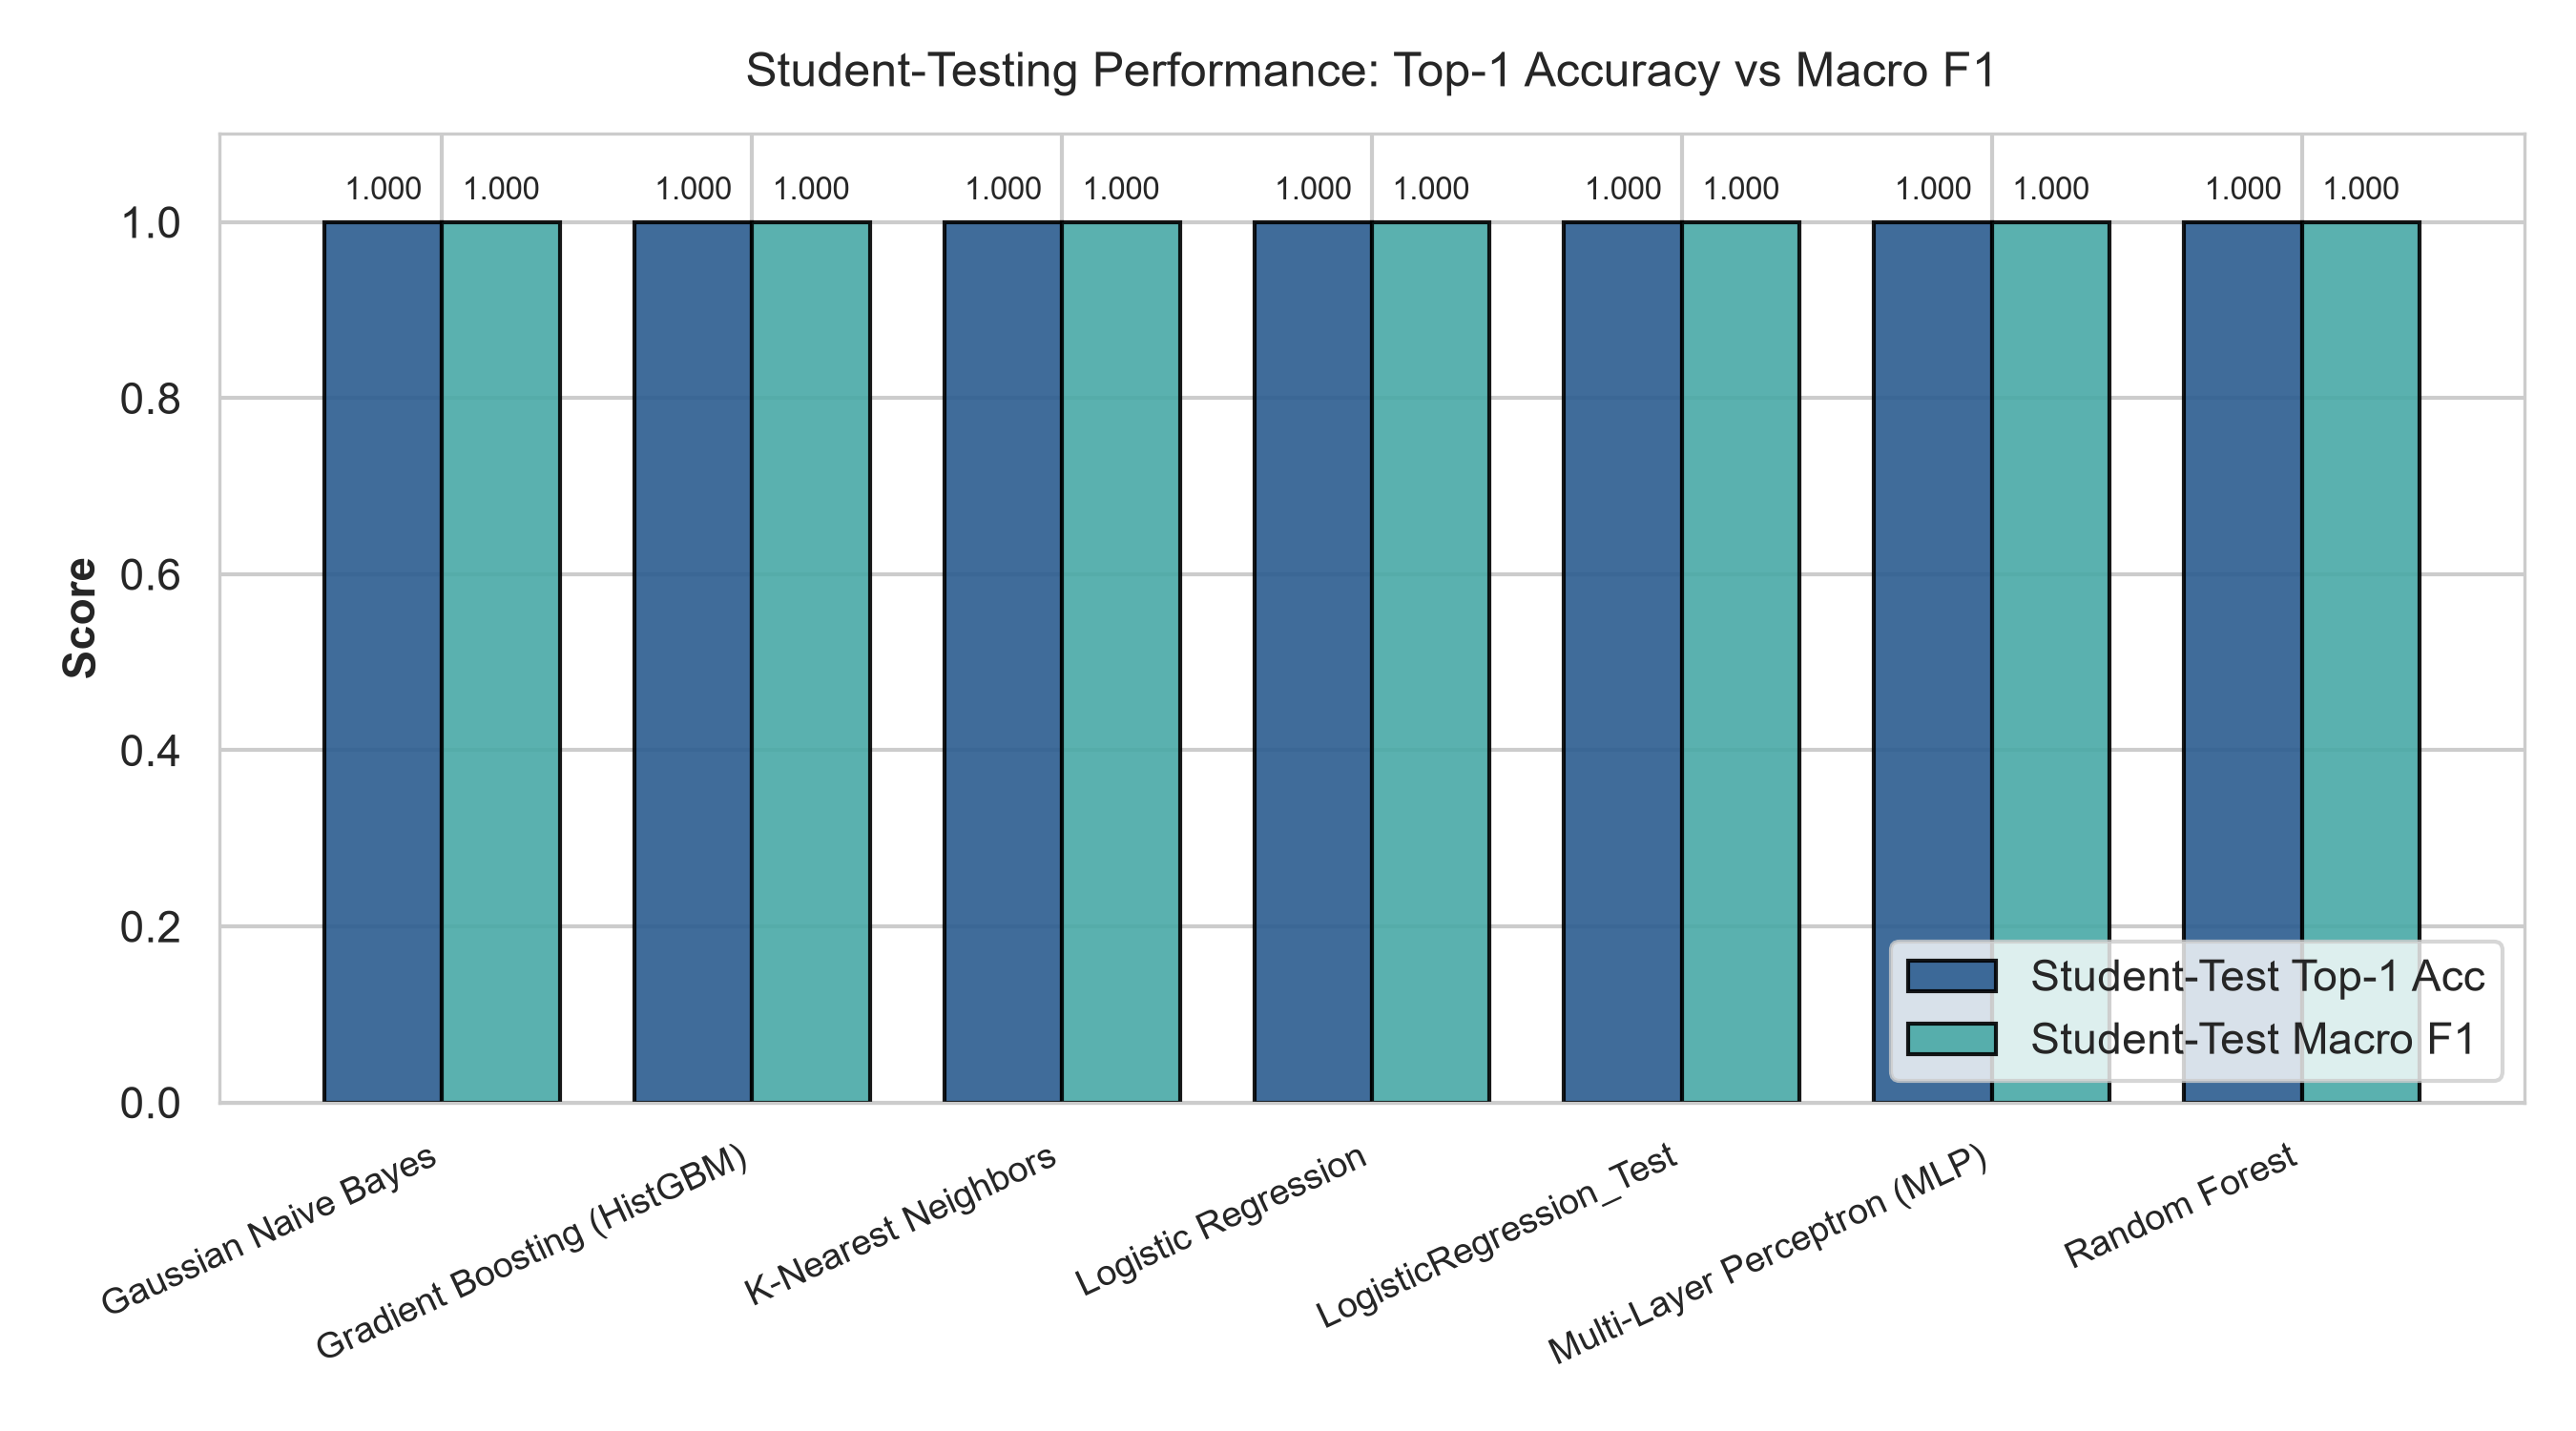 Student-Testing Performance: Top-1 Accuracy vs Macro F1
1.000 1.000 1.000 1.000 1.000 1.000 1.000 1.000 1.000 1.000 1.000 1.000 1.000 1.000
1.0
0.8
0.6
0.4
0.2
0.0
Score
Student-Test Top-1 Acc
Student-Test Macro F1
Gaussian Naive Bayes
Gradient Boosting (HistGBM)
K-Nearest Neighbors
Logistic Regression
LogisticRegression_Test
Multi-Layer Perceptron (MLP)
Random Forest